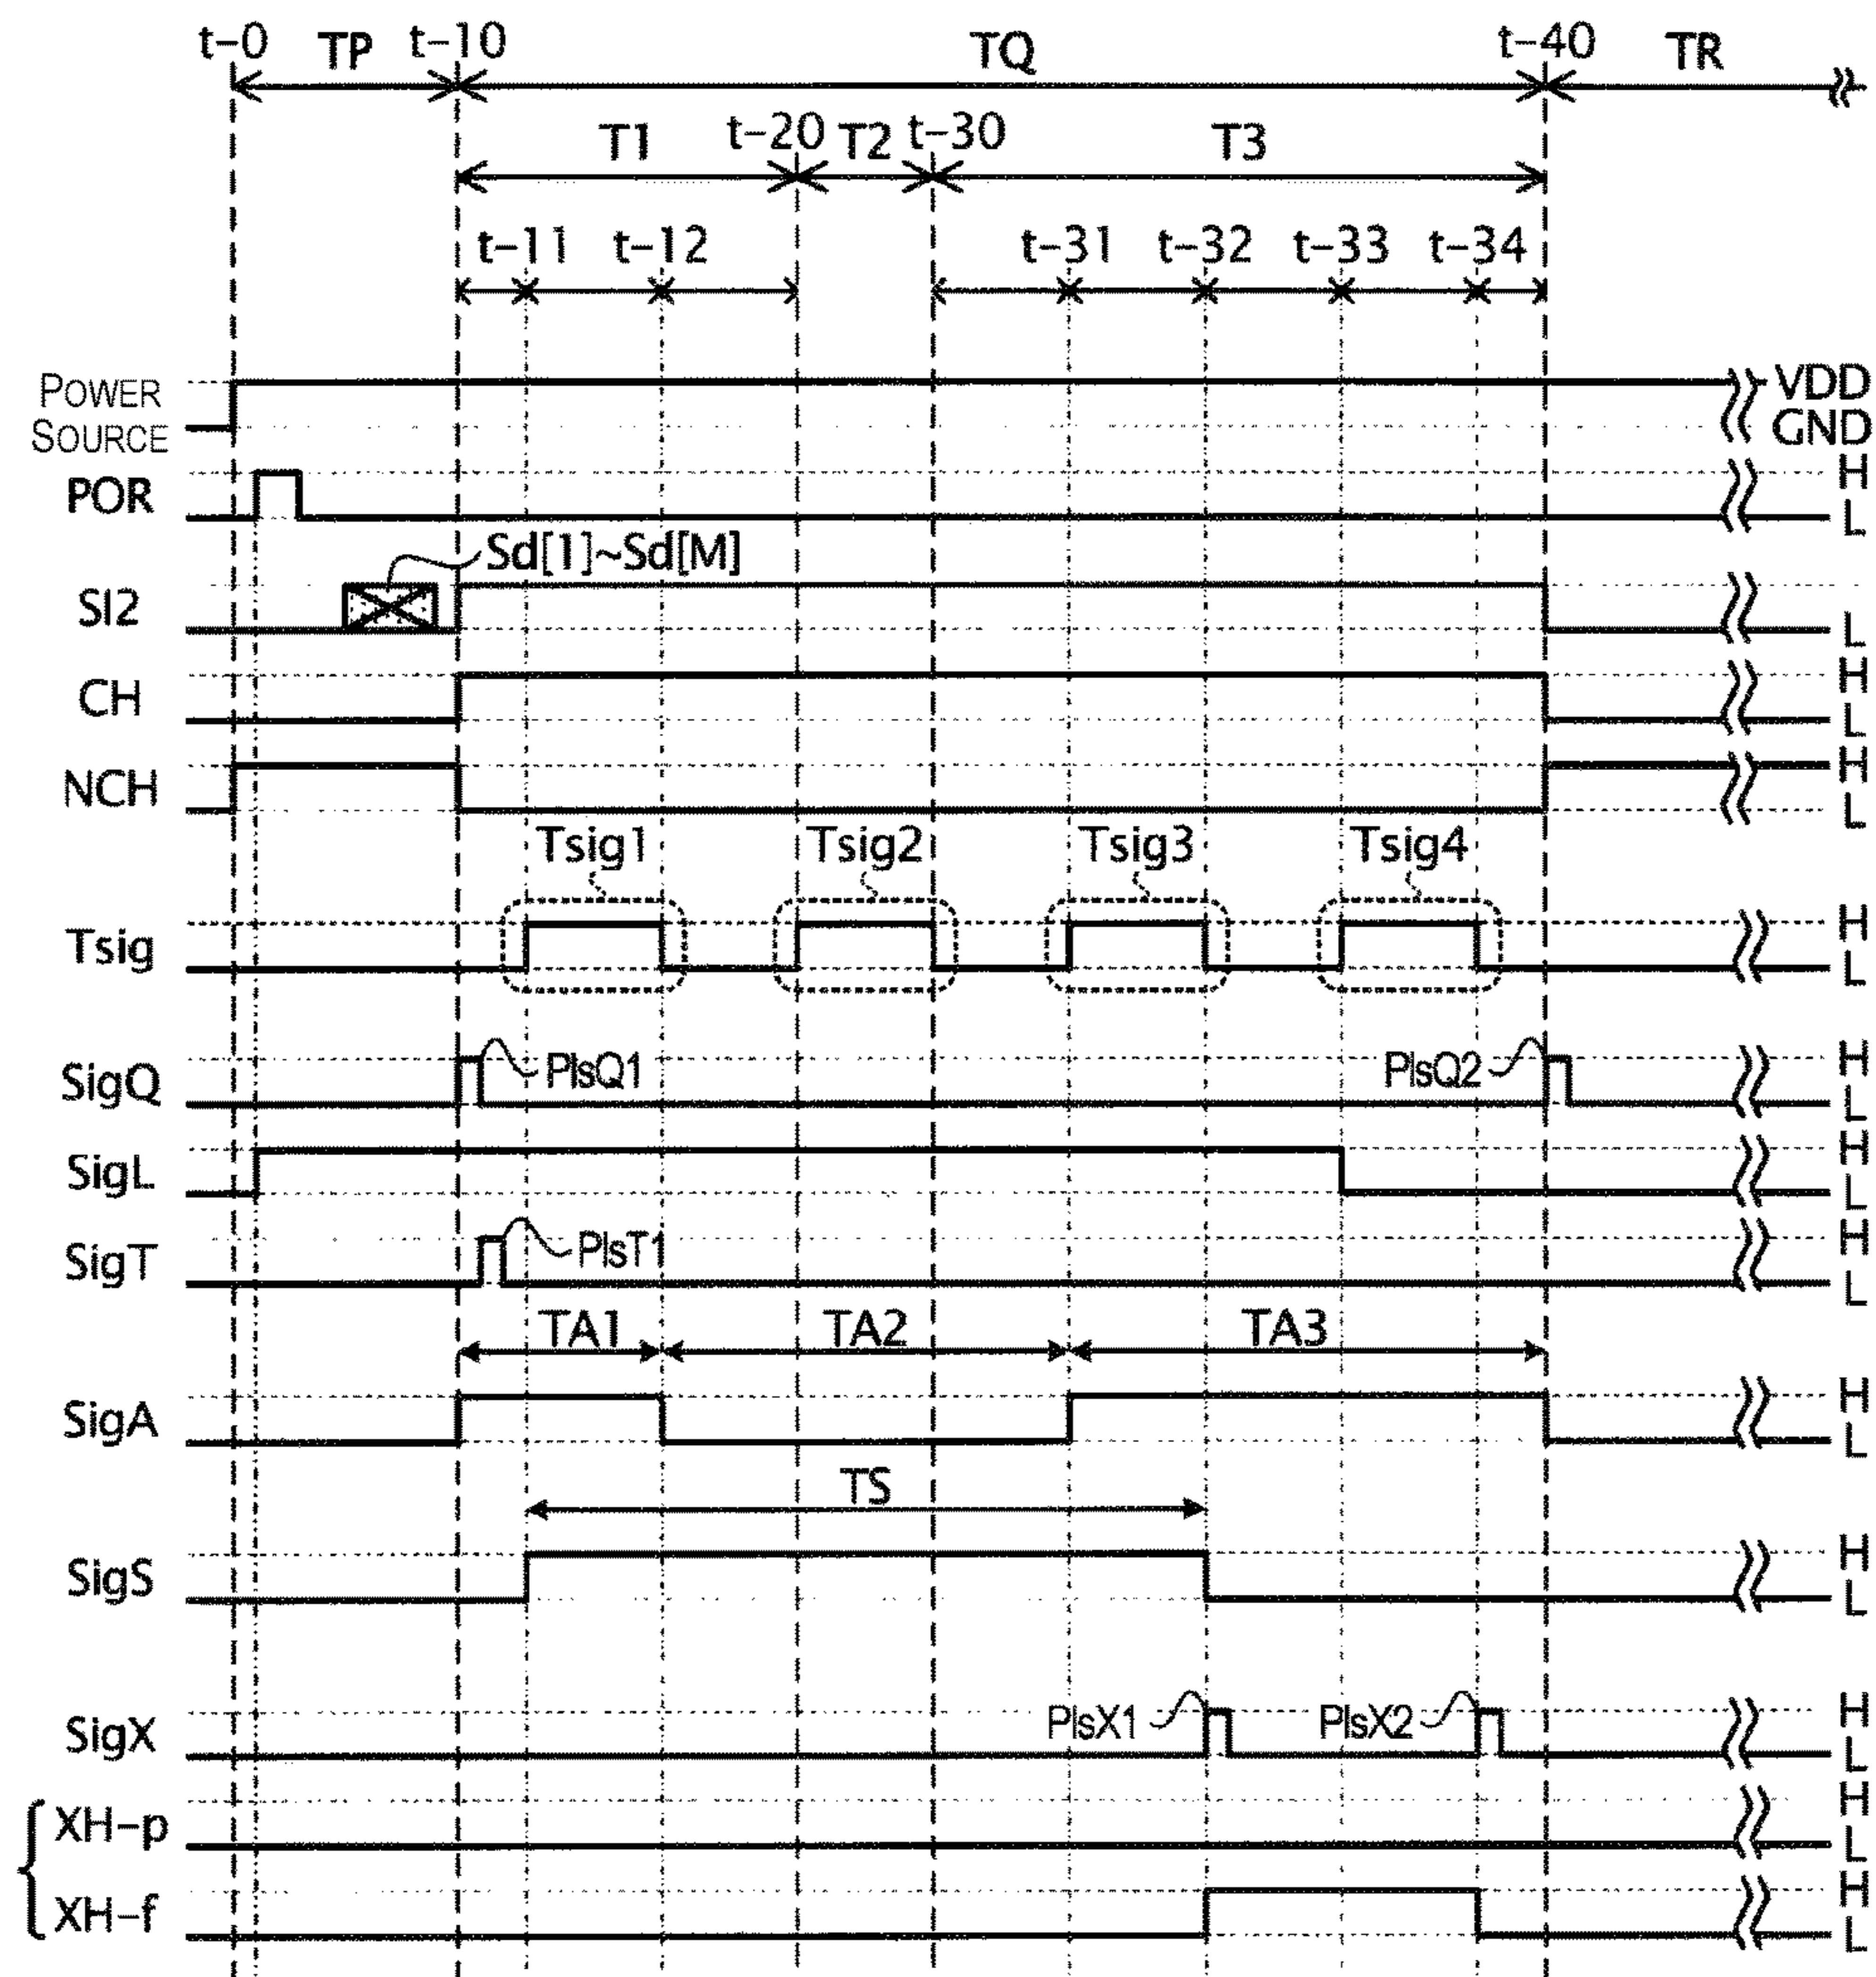 t-0 TP t-10 TQ t-40 TR
T1 t-20 T2 t-30 T3
t-11 t-12 t-31 t-32 t-33 t-34
POWER SOURCE VDD GND
POR H L
Sd[1]~Sd[M]
SI2 L
CH H L
NCH H L
Tsig1 Tsig2 Tsig3 Tsig4
Tsig H L
SigQ PlsQ1 PlsQ2 H L
SigL H L
SigT PlsT1 H L
TA1 TA2 TA3
SigA H L
TS
SigS H L
SigX PlsX1 PlsX2 H L
XH-p H L
XH-f H L